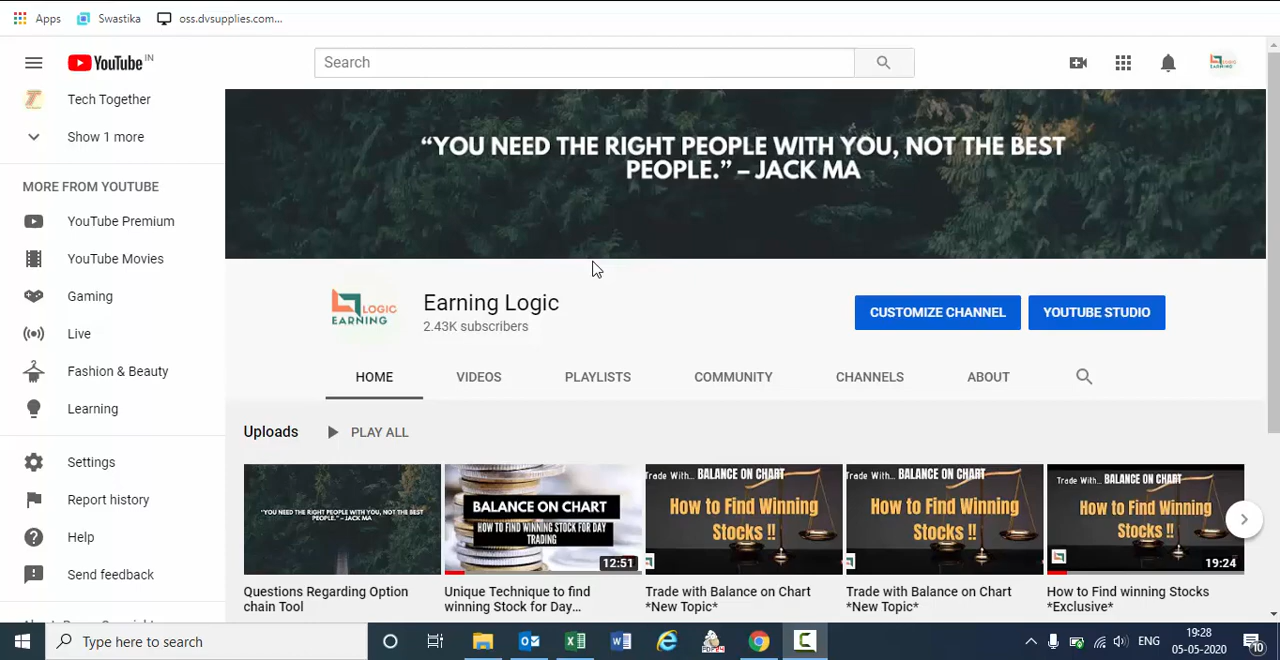 Apps Swastika oss.dvsupplies.com...
YouTube IN
Search
LOGIC
EARNING
Tech Together
Show 1 more
MORE FROM YOUTUBE
YouTube Premium
YouTube Movies
Gaming
Live
Fashion & Beauty
Learning
Settings
Report history
Help
Send feedback
“YOU NEED THE RIGHT PEOPLE WITH YOU, NOT THE BEST
PEOPLE.” – JACK MA
LOGIC
EARNING
Earning Logic
2.43K subscribers
CUSTOMIZE CHANNEL
YOUTUBE STUDIO
HOME VIDEOS PLAYLISTS COMMUNITY CHANNELS ABOUT
Uploads PLAY ALL
“YOU NEED THE RIGHT PEOPLE WITH YOU, NOT THE BEST
PEOPLE.” – JACK MA
Questions Regarding Option
chain Tool
BALANCE ON CHART
HOW TO FIND WINNING STOCK FOR DAY
TRADING
12:51
Unique Technique to find
winning Stock for Day...
Trade With... BALANCE ON CHART
How to Find Winning
Stocks !!
Trade with Balance on Chart
*New Topic*
Trade With... BALANCE ON CHART
How to Find Winning
Stocks !!
Trade with Balance on Chart
*New Topic*
Trade With... BALANCE ON CHART
How to Find Winning
Stocks !!
19:24
How to Find winning Stocks
*Exclusive*
Type here to search
ENG
19:28
05-05-2020
10